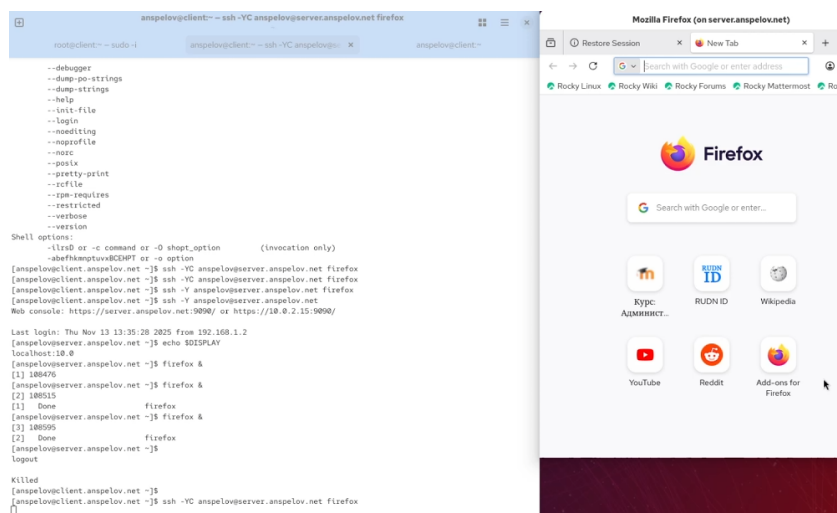 anspelov@client:~ — ssh -YC anspelov@server.anspelov.net firefox
root@client:~ — sudo -i
anspelov@client:~ — ssh -YC anspelov@se
anspelov@client:~
--debugger
--dump-po-strings
--dump-strings
--help
--init-file
--login
--noediting
--noprofile
--norc
--posix
--pretty-print
--rcfile
--rpm-requires
--restricted
--verbose
--version
Shell options:
-ilrsD or -c command or -O shopt_option (invocation only)
-abefhkmnptuvxBCEHPT or -o option
[anspelov@client.anspelov.net ~]$ ssh -YC anspelov@server.anspelov.net firefox
[anspelov@client.anspelov.net ~]$ ssh -YC anspelov@server.anspelov.net firefox
[anspelov@client.anspelov.net ~]$ ssh -Y anspelov@server.anspelov.net firefox
[anspelov@client.anspelov.net ~]$ ssh -Y anspelov@server.anspelov.net
Web console: https://server.anspelov.net:9090/ or https://10.0.2.15:9090/
Last login: Thu Nov 13 13:35:28 2025 from 192.168.1.2
[anspelov@server.anspelov.net ~]$ echo $DISPLAY
localhost:10.0
[anspelov@server.anspelov.net ~]$ firefox &
[1] 108476
[anspelov@server.anspelov.net ~]$ firefox &
[2] 108515
[1] Done firefox
[anspelov@server.anspelov.net ~]$ firefox &
[3] 108595
[2] Done firefox
[anspelov@server.anspelov.net ~]$
logout
Killed
[anspelov@client.anspelov.net ~]$
[anspelov@client.anspelov.net ~]$ ssh -YC anspelov@server.anspelov.net firefox
Mozilla Firefox (on server.anspelov.net)
Restore Session
New Tab
Search with Google or enter address
Rocky Linux Rocky Wiki Rocky Forums Rocky Mattermost Ro
Firefox
Search with Google or enter...
RUDN
ID
Курс:
Админист...
RUDN ID
Wikipedia
YouTube
Reddit
Add-ons for
Firefox